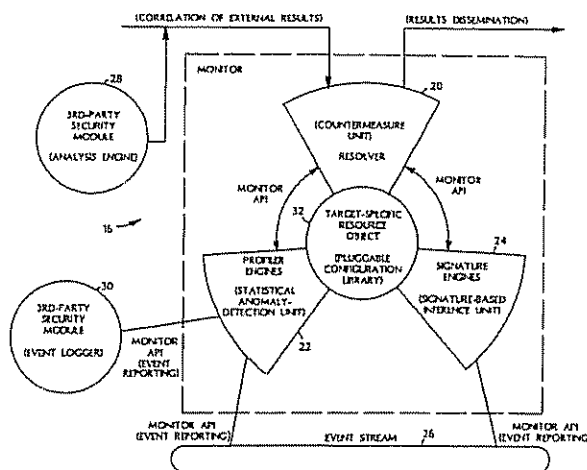 (CORRELATION OF EXTERNAL RESULTS)
(RESULTS DISSEMINATION)
MONITOR
28
3RD-PARTY
SECURITY
MODULE
(ANALYSIS ENGINE)
20
(COUNTERMEASURE
UNIT)
RESOLVER
MONITOR
API
MONITOR
API
16
32
TARGET-SPECIFIC
RESOURCE
OBJECT
(PLUGGABLE
CONFIGURATION
LIBRARY)
24
PROFILER
ENGINES
(STATISTICAL
ANOMALY-
DETECTION UNIT)
22
SIGNATURE
ENGINES
(SIGNATURE-BASED
INFERENCE UNIT)
30
3RD-PARTY
SECURITY
MODULE
(EVENT LOGGER)
MONITOR
API
(EVENT
REPORTING)
MONITOR API
(EVENT REPORTING)
MONITOR API
(EVENT REPORTING)
EVENT STREAM
26